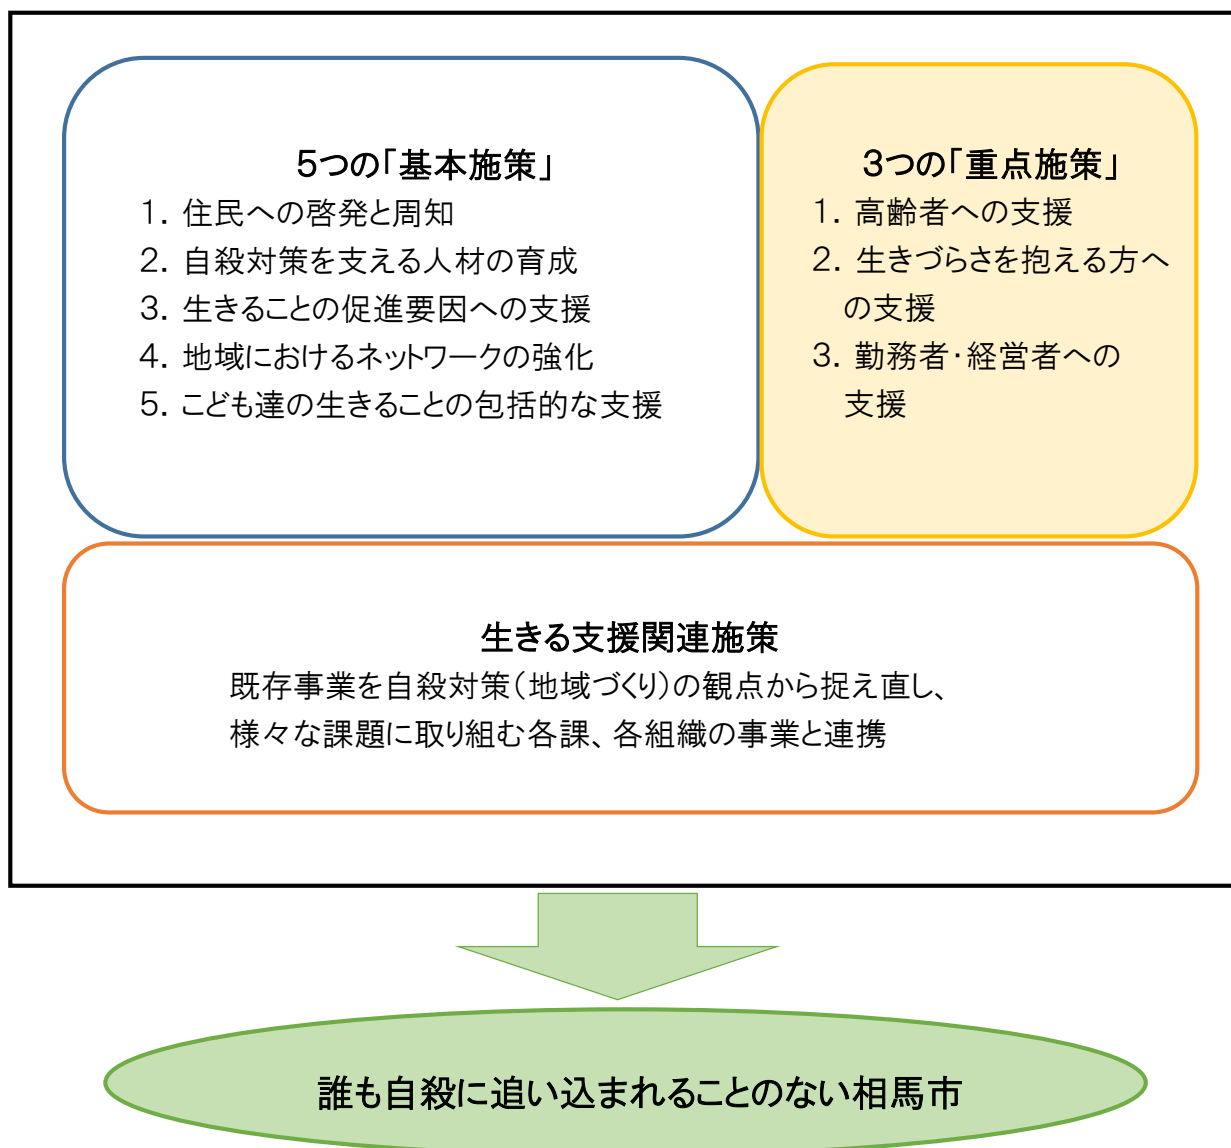 5つの「基本施策」
1．住民への啓発と周知
2．自殺対策を支える人材の育成
3．生きることの促進要因への支援
4．地域におけるネットワークの強化
5．こども達の生きることの包括的な支援
3つの「重点施策」
1．高齢者への支援
2．生きづらさを抱える方へ
の支援
3．勤務者・経営者への
支援
生きる支援関連施策
既存事業を自殺対策（地域づくり）の観点から捉え直し、
様々な課題に取り組む各課、各組織の事業と連携
誰も自殺に追い込まれることのない相馬市